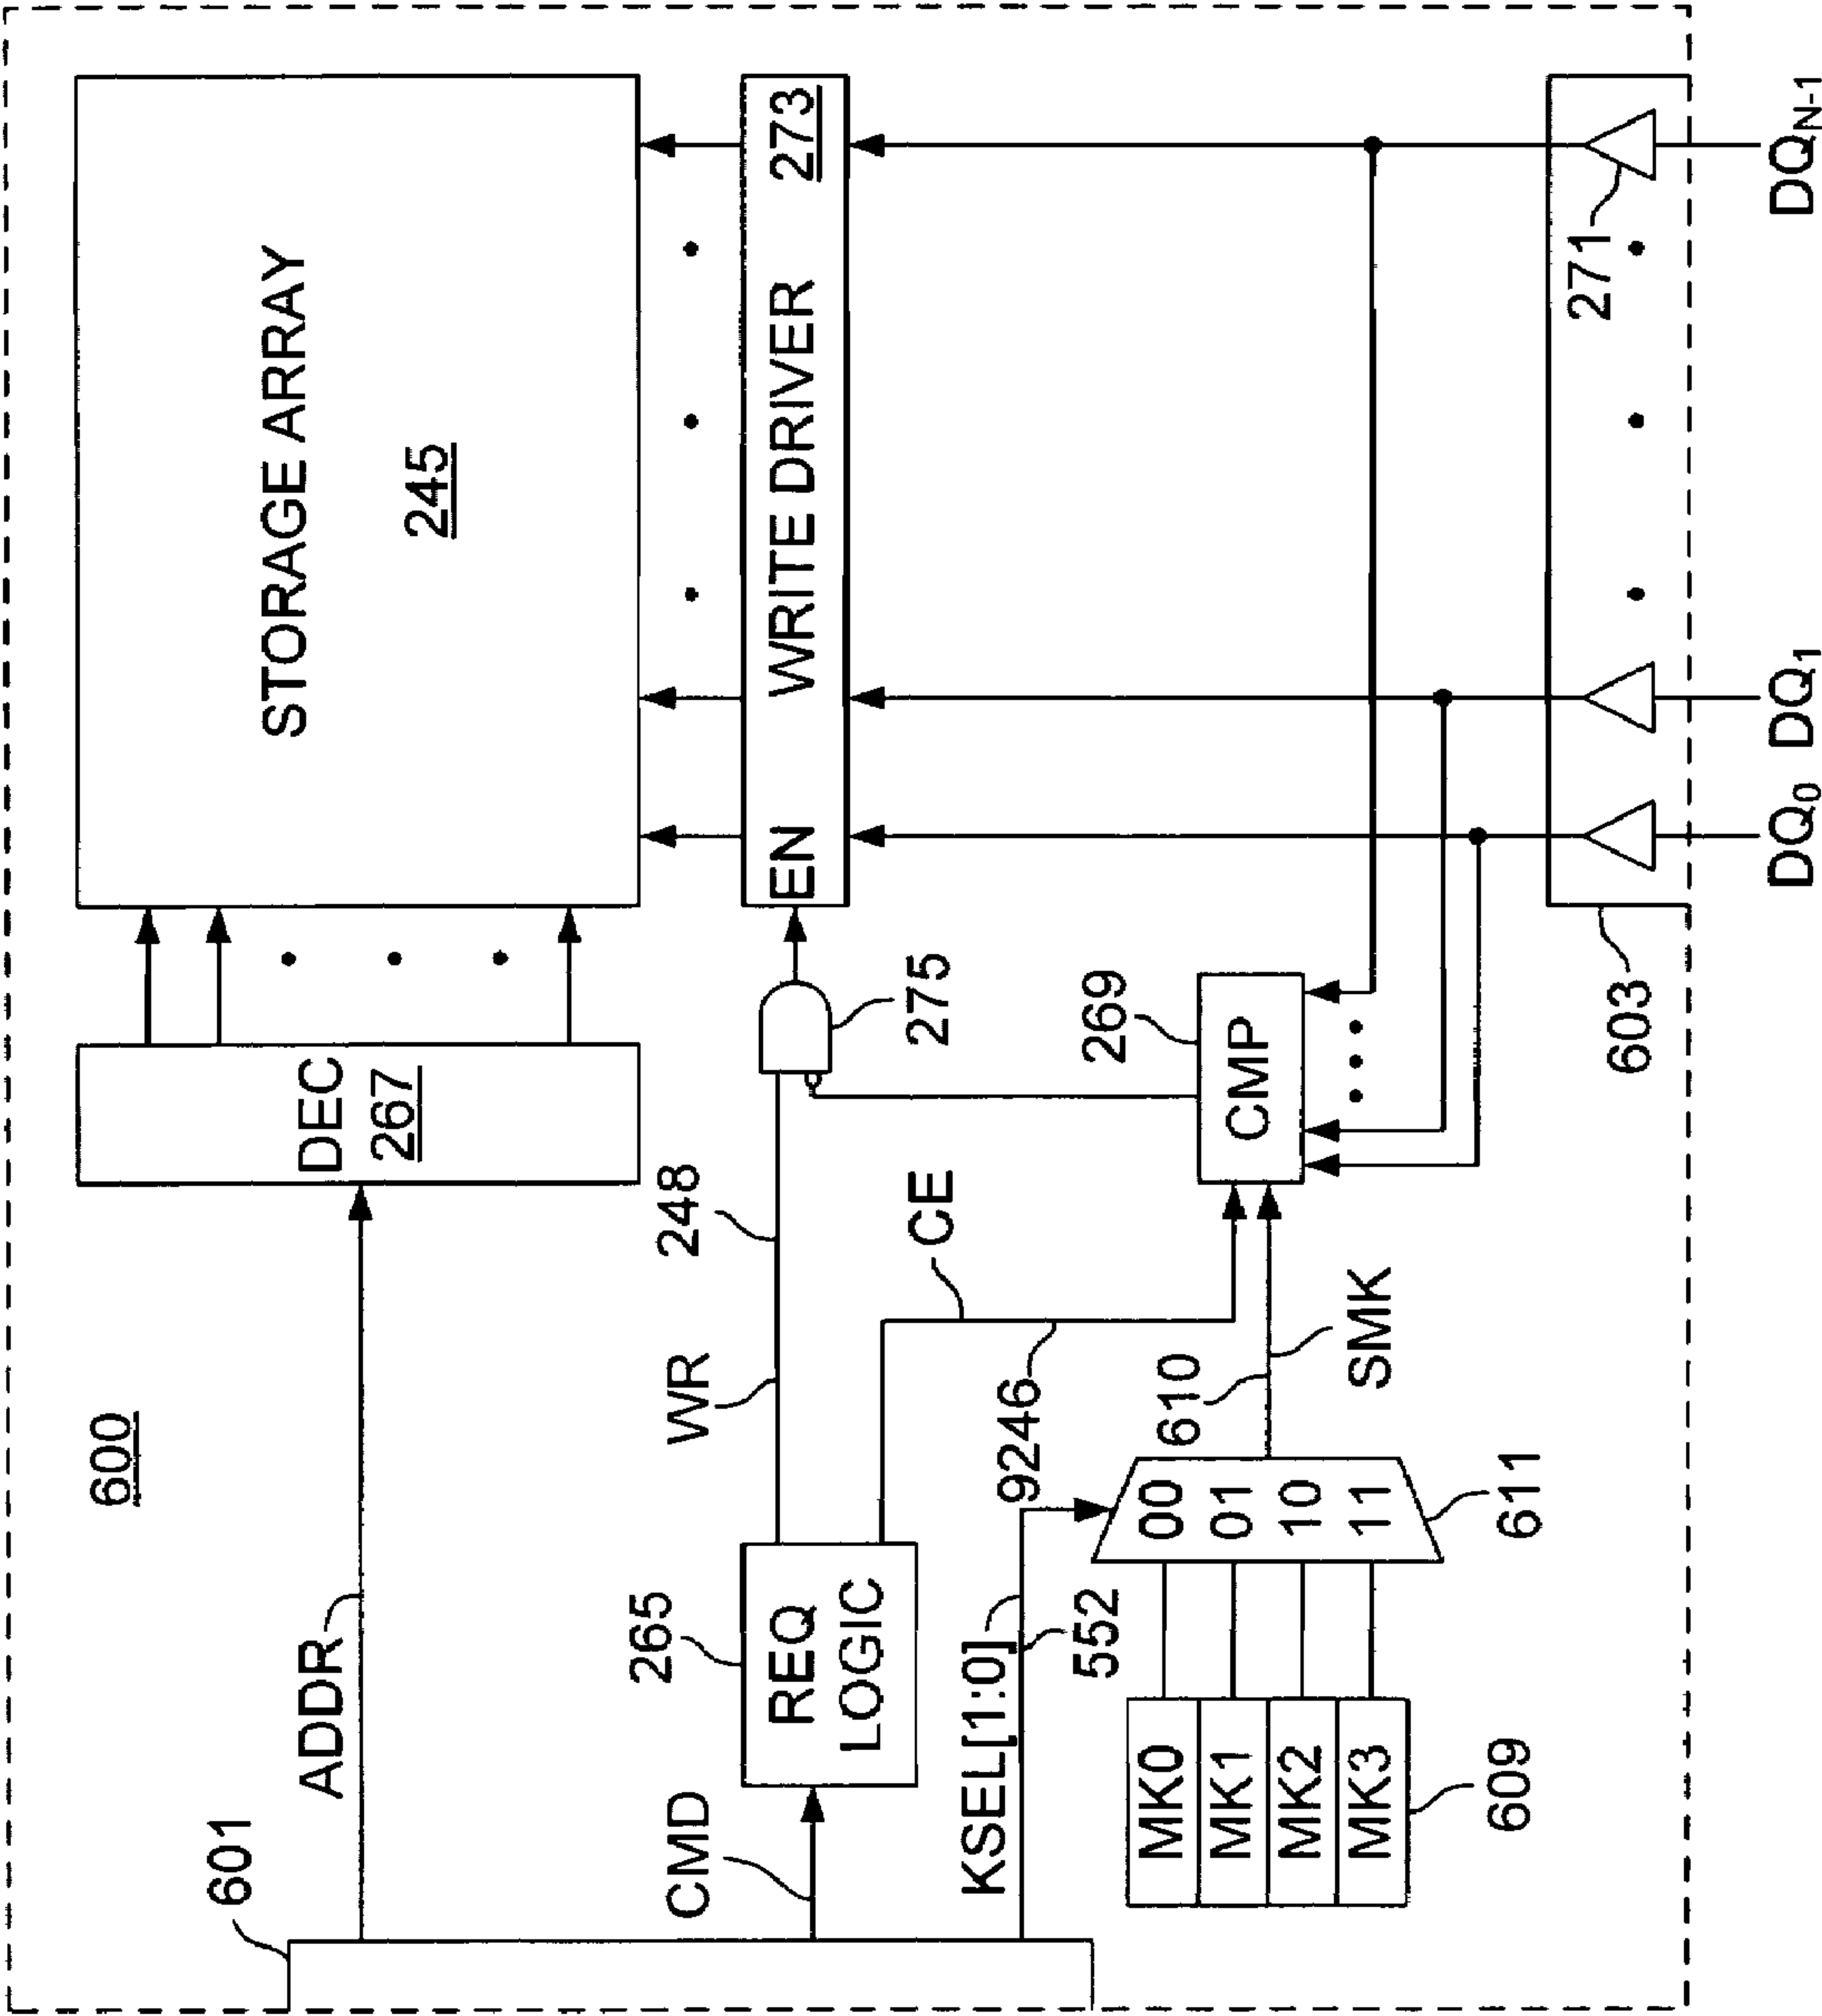 600
601
ADDR
DEC
267
STORAGE ARRAY
245
CMD
265
REQ
LOGIC
WR
248
275
EN
WRITE DRIVER
273
KSEL[1:0]
552
9246
CE
269
CMP
MK0
MK1
MK2
MK3
609
00
01
10
11
611
610
SMK
603
271
DQ0
DQ1
DQN-1